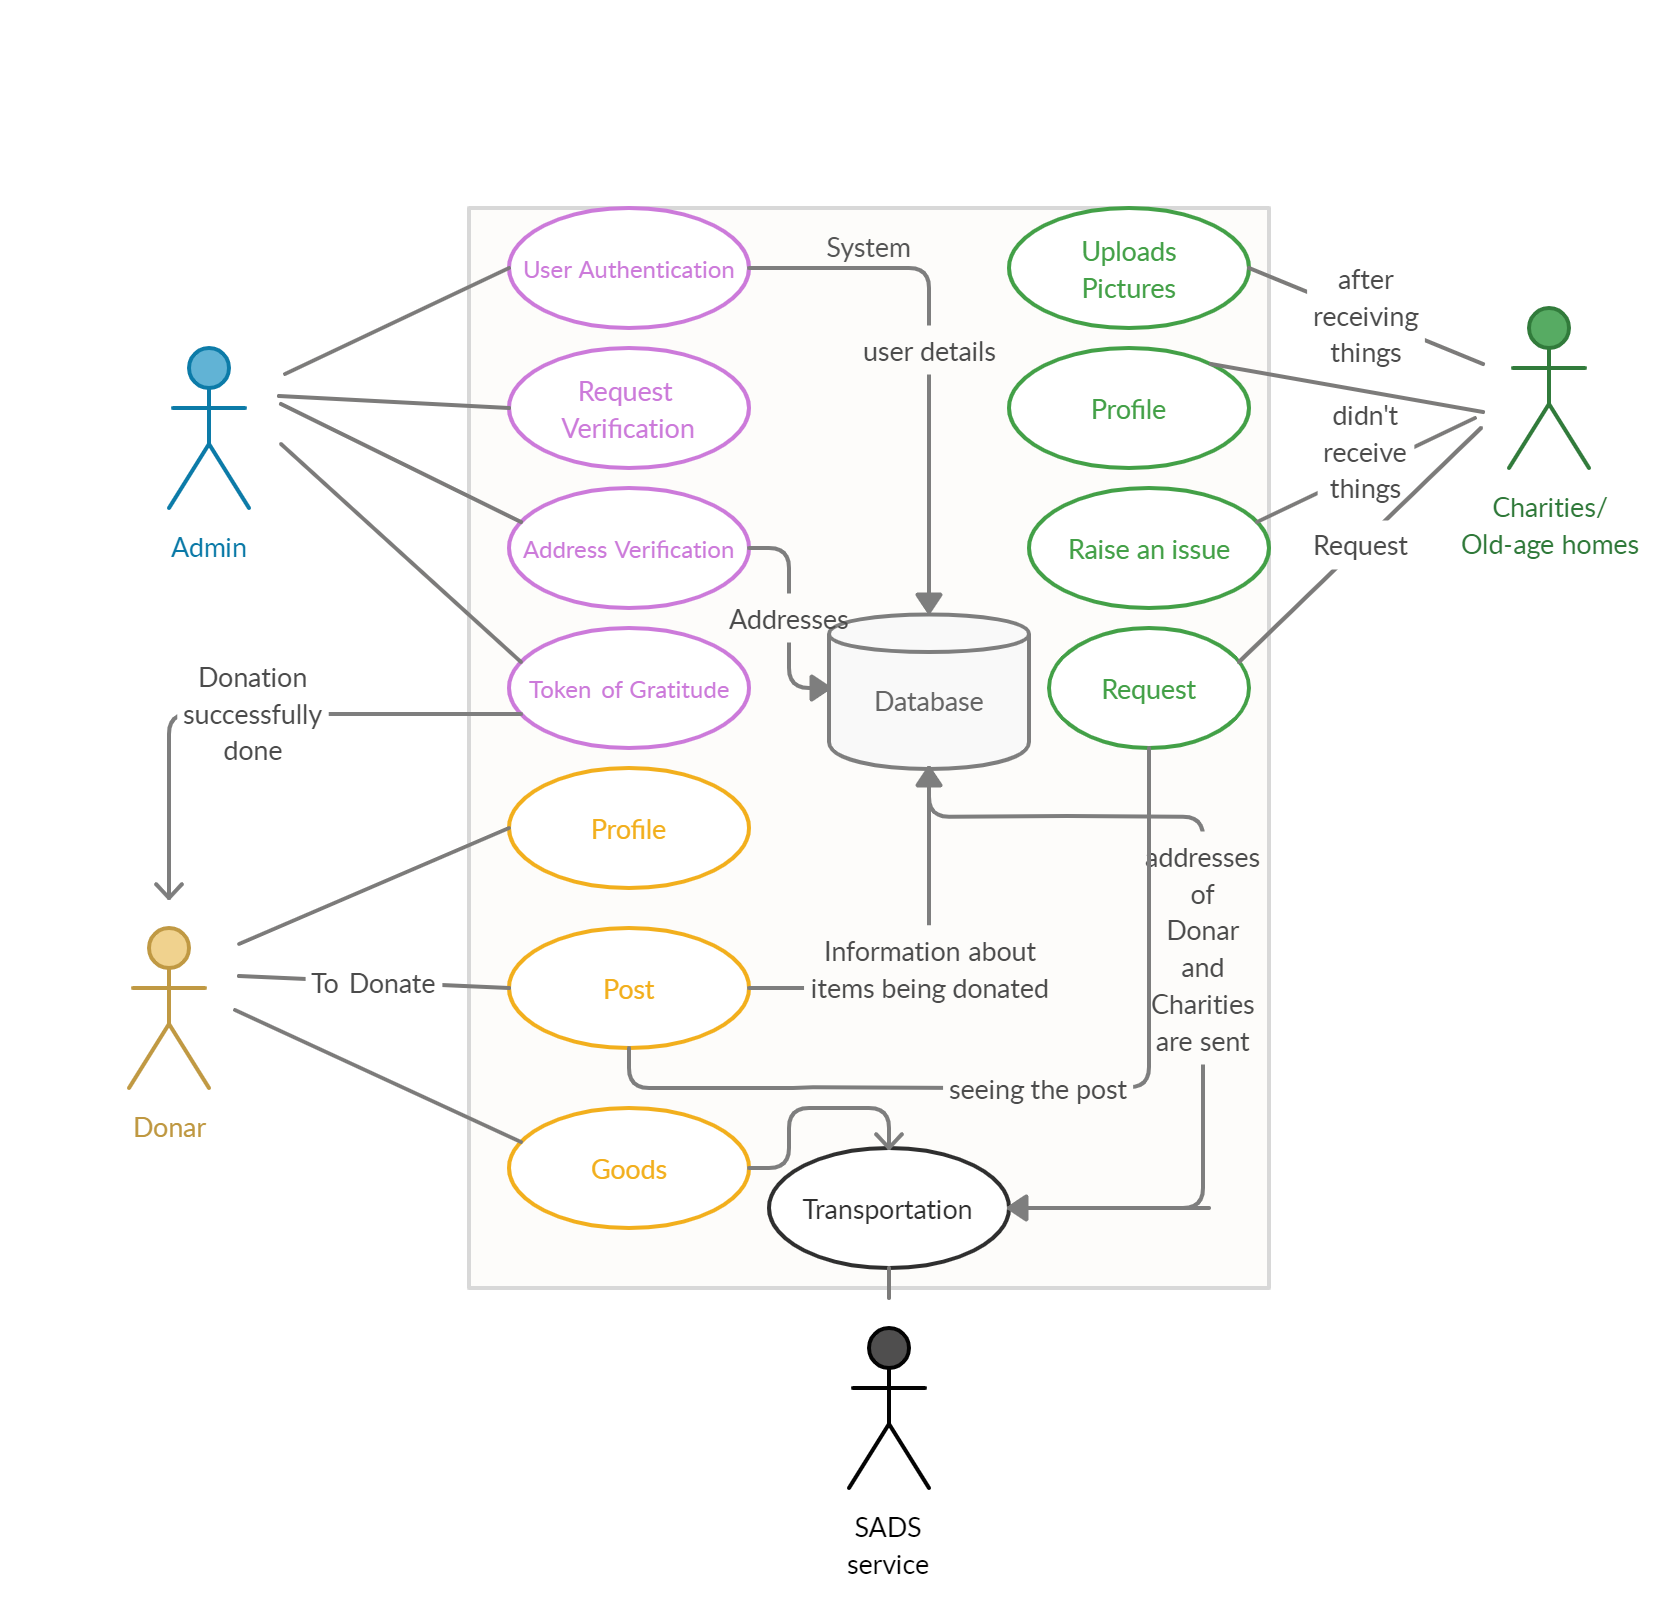 System
User Authentication
user details
Uploads
Pictures
after
receiving
things
Request
Verification
Profile
didn't
receive
things
Admin
Address Verification
Raise an issue
Request
Charities/
Old-age homes
Addresses
Token of Gratitude
Database
Request
Donation
successfully
done
Profile
addresses
of
Donar
and
Charities
are sent
To Donate
Post
Information about
items being donated
seeing the post
Donar
Goods
Transportation
SADS
service